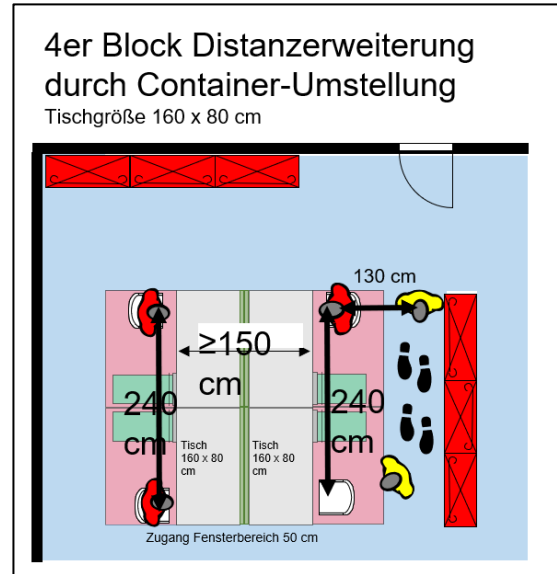 4er Block Distanzerweiterung
durch Container-Umstellung
Tischgröße 160 x 80 cm
130 cm
≥150
cm
240
cm
240
cm
Tisch
160 x 80
cm
Tisch
160 x 80
cm
Zugang Fensterbereich 50 cm